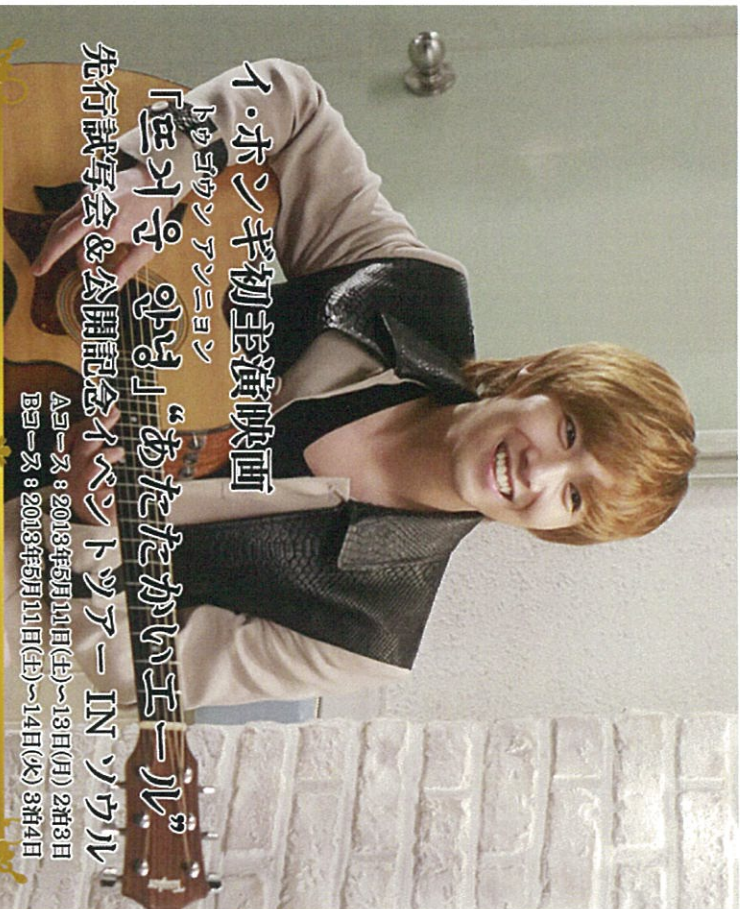 イ・ホンギ初主演映画
トゥゴウン アンニョン
「뜨거운 안녕」“あたたかいエール”
先行試写会&公開記念イベントツアー IN ソウル
Aコース:2013年5月11日(土)~13日(月) 2泊3日
Bコース:2013年5月11日(土)~14日(火) 3泊4日